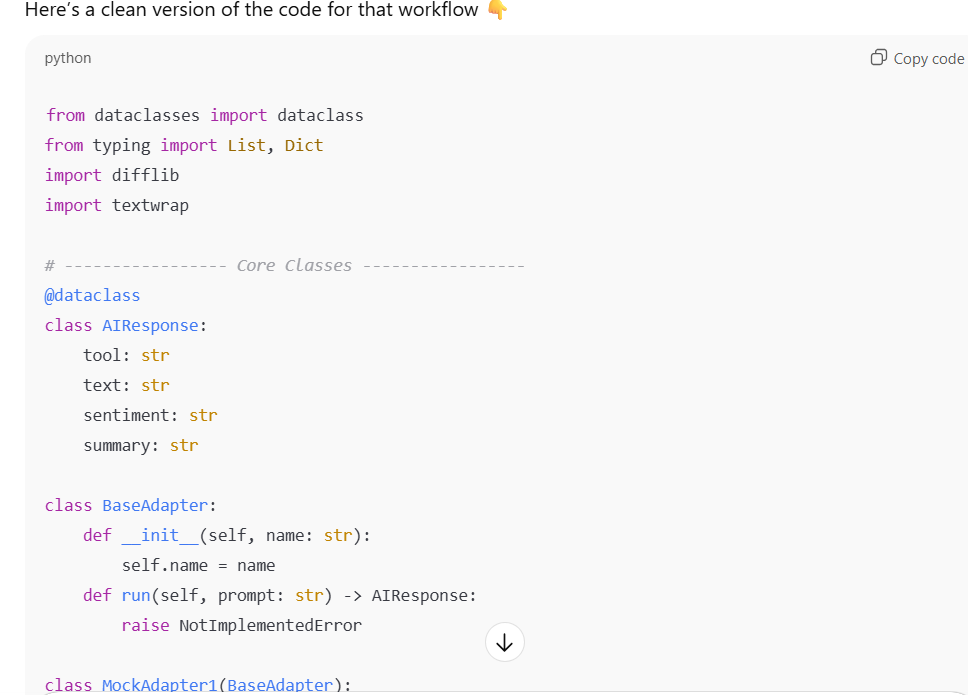 Here's a clean version of the code for that workflow 👇
python
Copy code
from dataclasses import dataclass
from typing import List, Dict
import difflib
import textwrap
# ----------------- Core Classes -----------------
@dataclass
class AIResponse:
    tool: str
    text: str
    sentiment: str
    summary: str
class BaseAdapter:
    def __init__(self, name: str):
        self.name = name
    def run(self, prompt: str) -> AIResponse:
        raise NotImplementedError
class MockAdapter1(BaseAdapter):